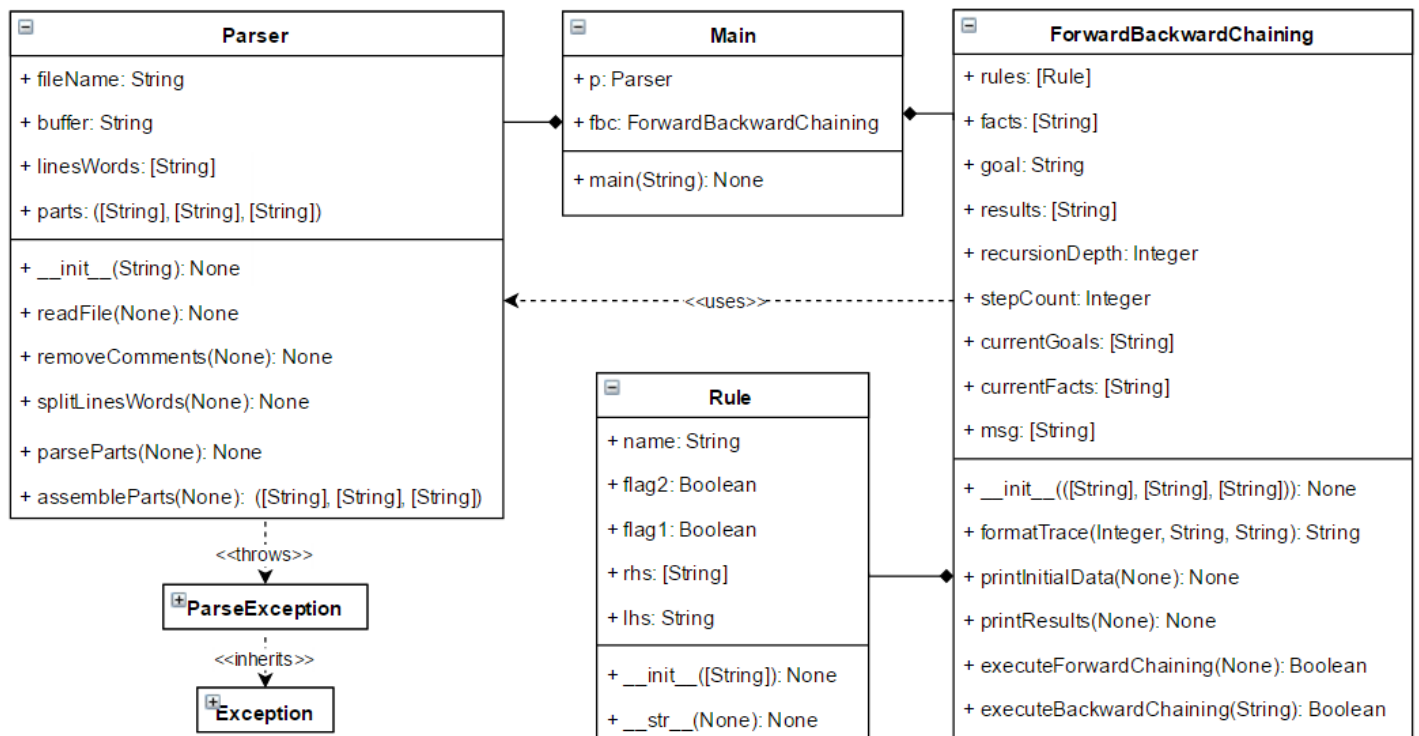 Parser
+ fileName: String
+ buffer: String
+ linesWords: [String]
+ parts: ([String], [String], [String])
+ __init__(String): None
+ readFile(None): None
+ removeComments(None): None
+ splitLinesWords(None): None
+ parseParts(None): None
+ assembleParts(None): ([String], [String], [String])
<<throws>>
ParseException
<<inherits>>
Exception
Main
+ p: Parser
+ fbc: ForwardBackwardChaining
+ main(String): None
<<uses>>
Rule
+ name: String
+ flag2: Boolean
+ flag1: Boolean
+ rhs: [String]
+ lhs: String
+ __init__([String]): None
+ __str__(None): None
ForwardBackwardChaining
+ rules: [Rule]
+ facts: [String]
+ goal: String
+ results: [String]
+ recursionDepth: Integer
+ stepCount: Integer
+ currentGoals: [String]
+ currentFacts: [String]
+ msg: [String]
+ __init__(([String], [String], [String])): None
+ formatTrace(Integer, String, String): String
+ printInitialData(None): None
+ printResults(None): None
+ executeForwardChaining(None): Boolean
+ executeBackwardChaining(String): Boolean